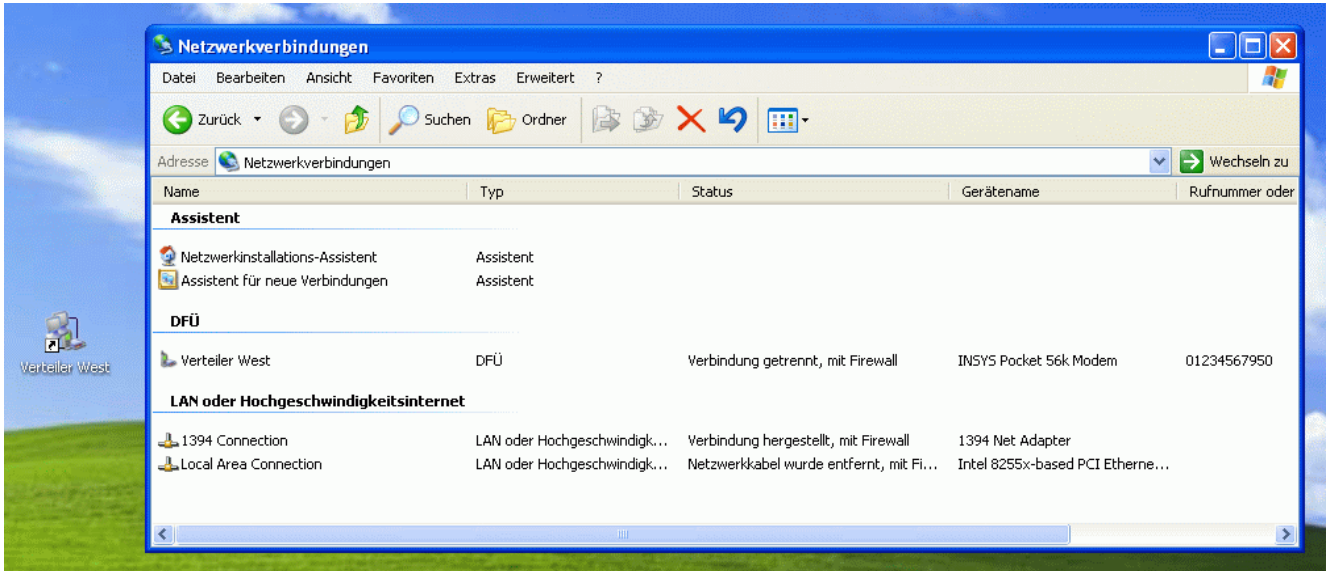 Netzwerkverbindungen
Datei Bearbeiten Ansicht Favoriten Extras Erweitert ?
Zurück Suchen Ordner
Adresse Netzwerkverbindungen Wechseln zu
Name Typ Status Gerätename Rufnummer oder
Assistent
Netzwerkinstallations-Assistent Assistent
Assistent für neue Verbindungen Assistent
DFÜ
Verteiler West DFÜ Verbindung getrennt, mit Firewall INSYS Pocket 56k Modem 01234567950
LAN oder Hochgeschwindigkeitsinternet
1394 Connection LAN oder Hochgeschwindigk... Verbindung hergestellt, mit Firewall 1394 Net Adapter
Local Area Connection LAN oder Hochgeschwindigk... Netzwerkkabel wurde entfernt, mit Fi... Intel 8255x-based PCI Etherne...
Verteiler West